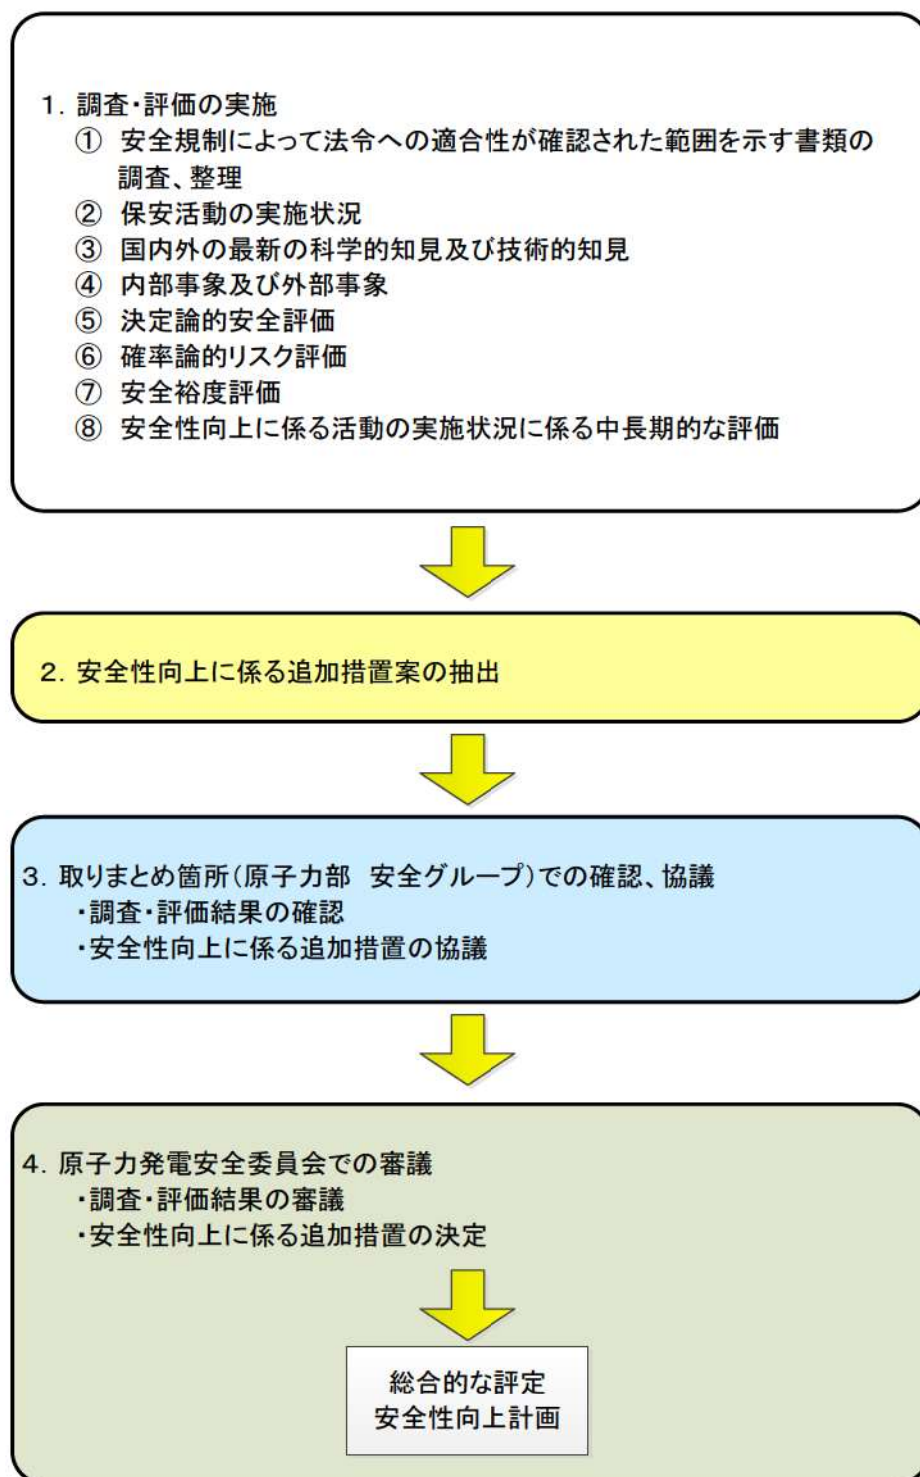 1. 調査・評価の実施
① 安全規制によって法令への適合性が確認された範囲を示す書類の
調査、整理
② 保安活動の実施状況
③ 国内外の最新の科学的知見及び技術的知見
④ 内部事象及び外部事象
⑤ 決定論的安全評価
⑥ 確率論的リスク評価
⑦ 安全裕度評価
⑧ 安全性向上に係る活動の実施状況に係る中長期的な評価
2. 安全性向上に係る追加措置案の抽出
3. 取りまとめ箇所(原子力部 安全グループ)での確認、協議
・調査・評価結果の確認
・安全性向上に係る追加措置の協議
4. 原子力発電安全委員会での審議
・調査・評価結果の審議
・安全性向上に係る追加措置の決定
総合的な評定
安全性向上計画